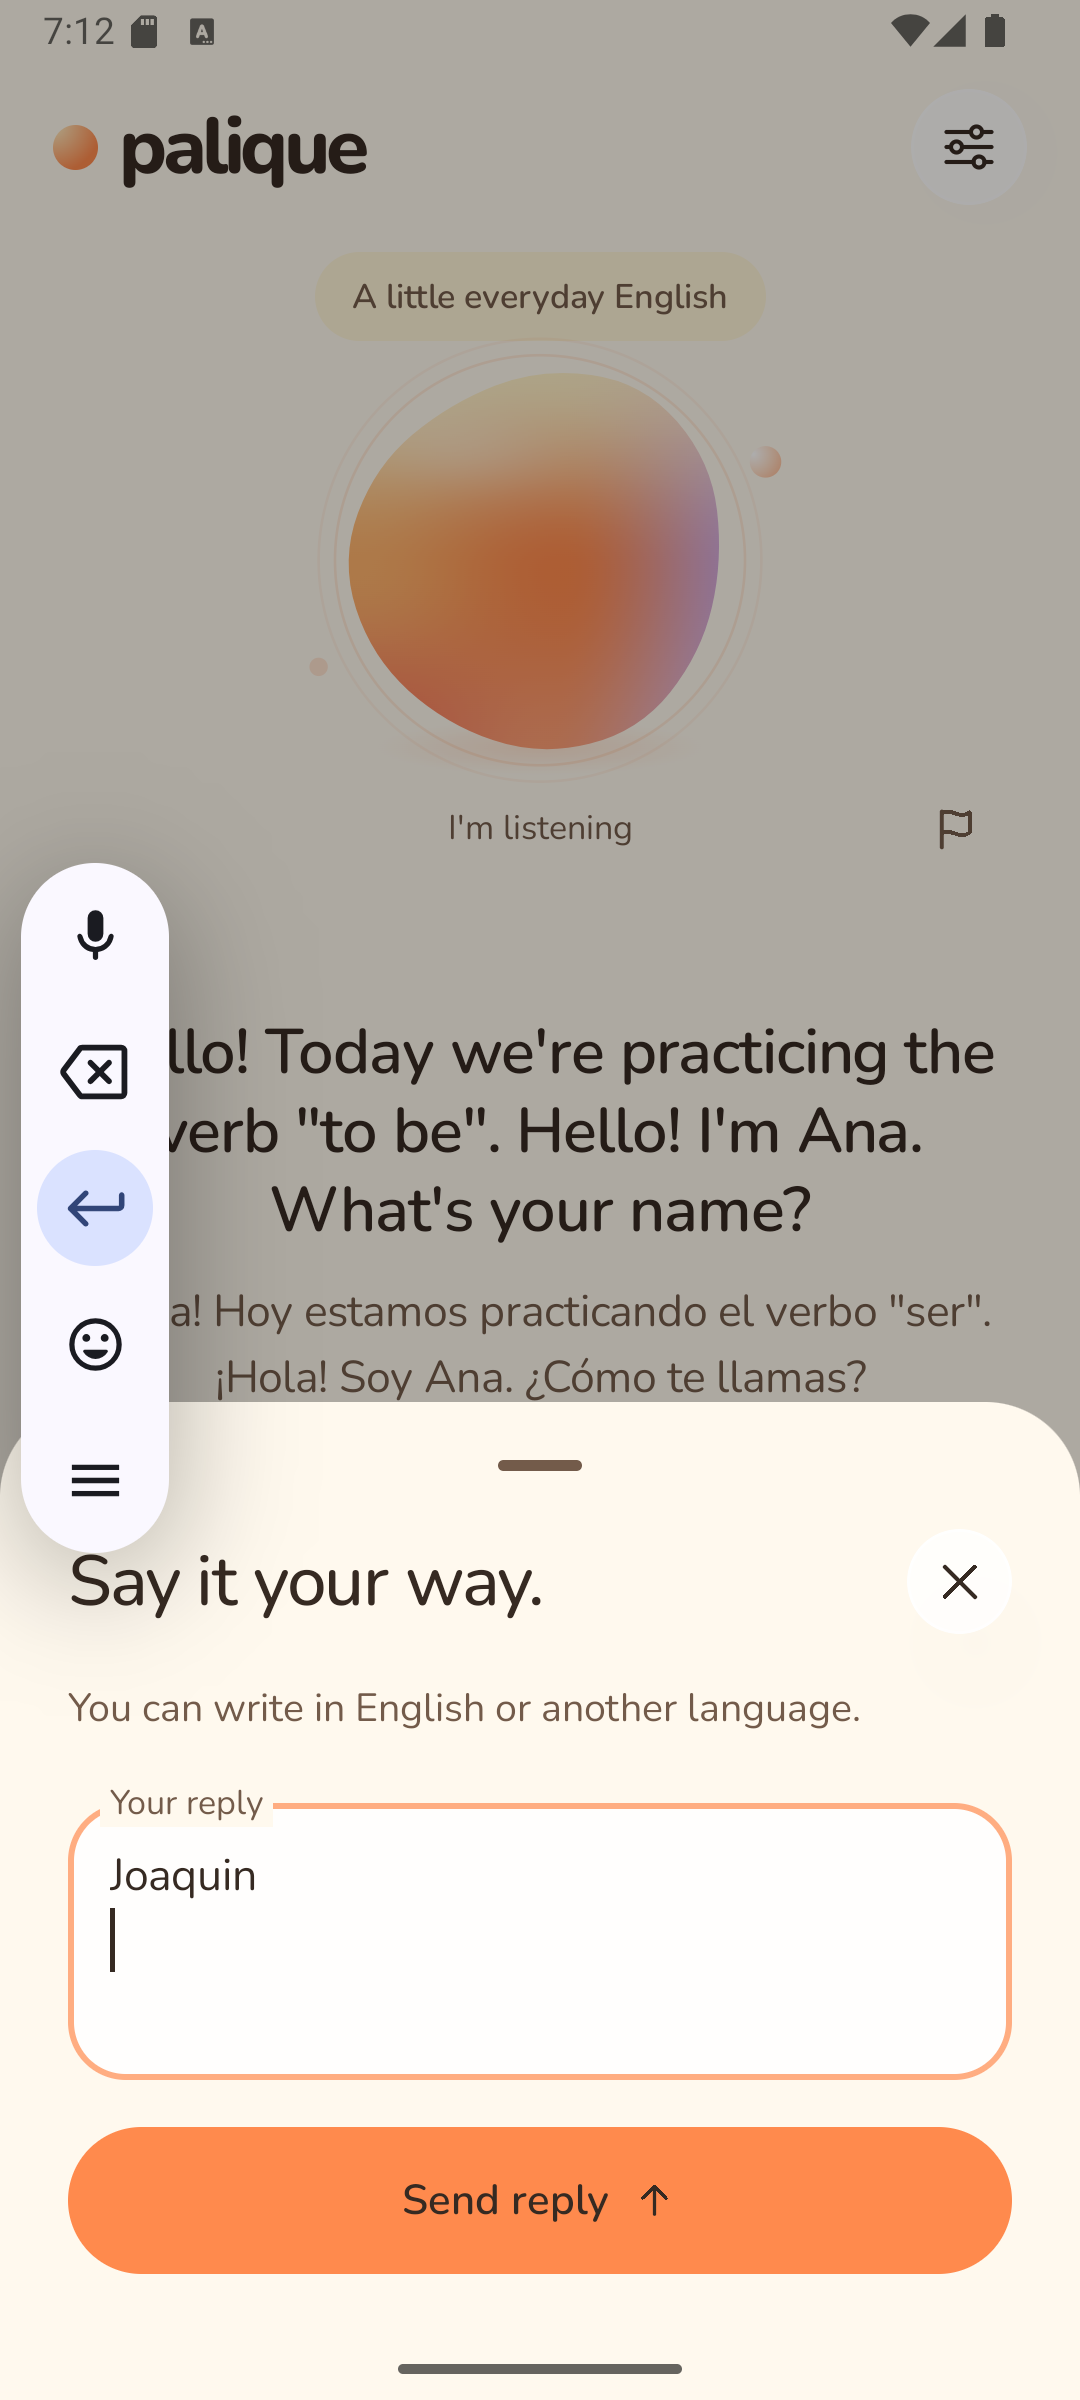 7:12
palique
A little everyday English
I'm listening
llo! Today we're practicing the
verb "to be". Hello! I'm Ana.
What's your name?
a! Hoy estamos practicando el verbo "ser".
¡Hola! Soy Ana. ¿Cómo te llamas?
Say it your way.
You can write in English or another language.
Your reply
Joaquin
Send reply